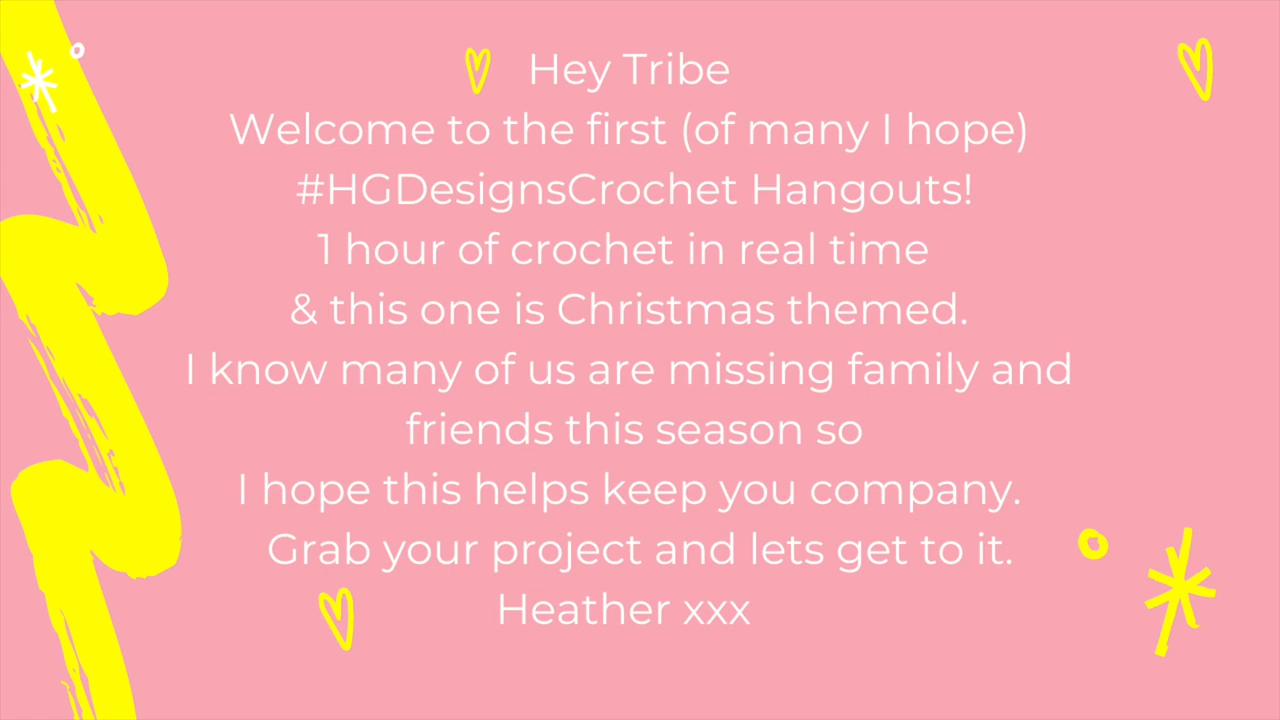 Hey Tribe
Welcome to the first (of many I hope)
#HGDesignsCrochet Hangouts!
1 hour of crochet in real time
& this one is Christmas themed.
I know many of us are missing family and
friends this season so
I hope this helps keep you company.
Grab your project and lets get to it.
Heather xxx